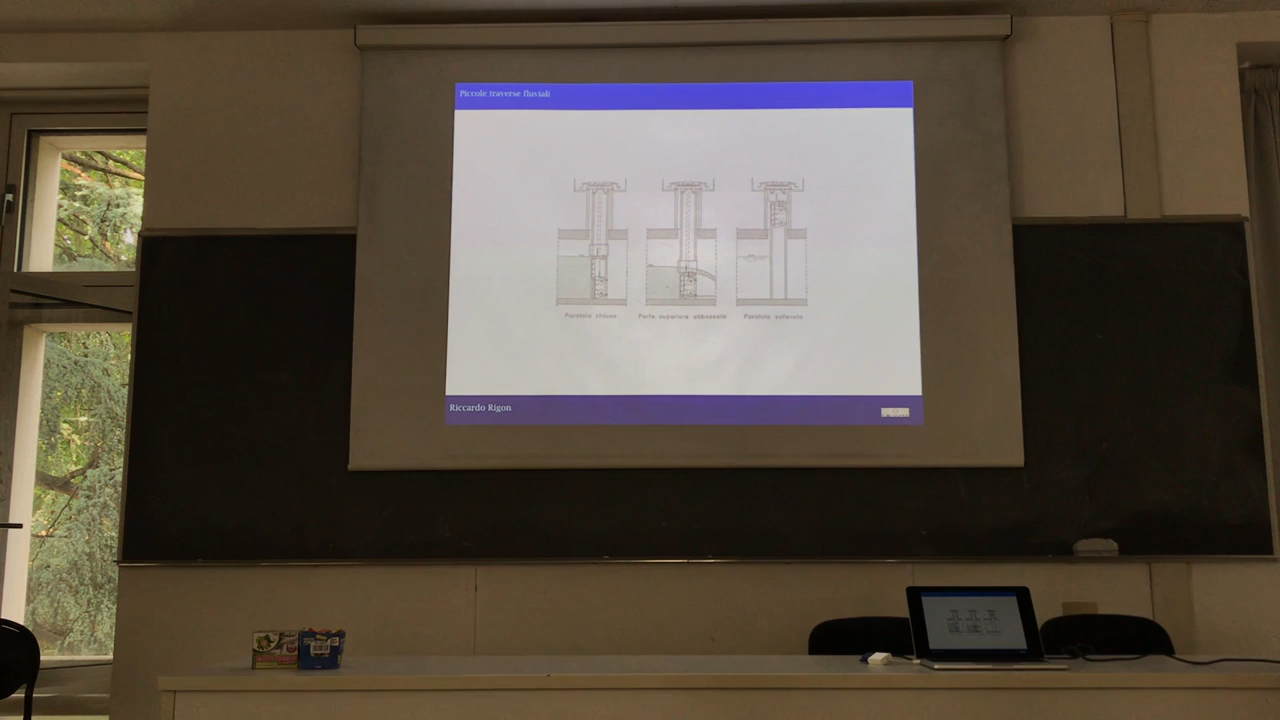 Piccole traverse fluviali
Paratoia chiusa
Parte superiore abbassata
Paratoia sollevata
Riccardo Rigon